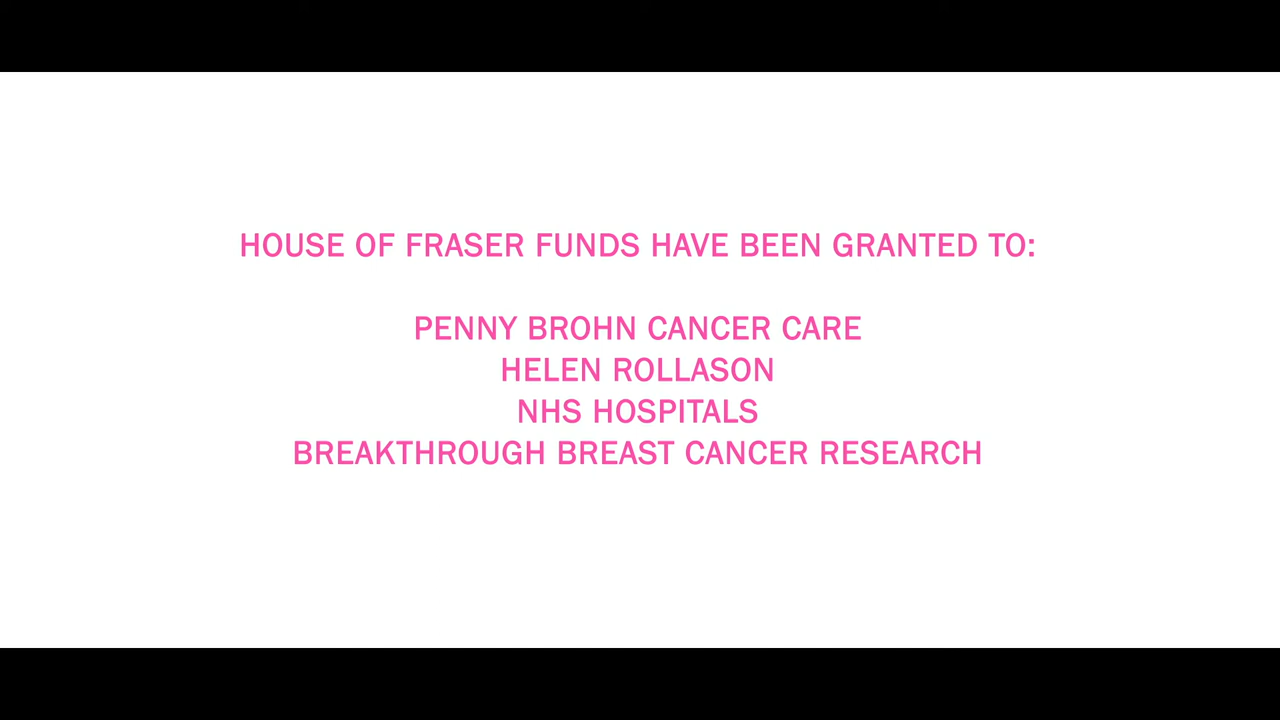 HOUSE OF FRASER FUNDS HAVE BEEN GRANTED TO:
PENNY BROHN CANCER CARE
HELEN ROLLASON
NHS HOSPITALS
BREAKTHROUGH BREAST CANCER RESEARCH